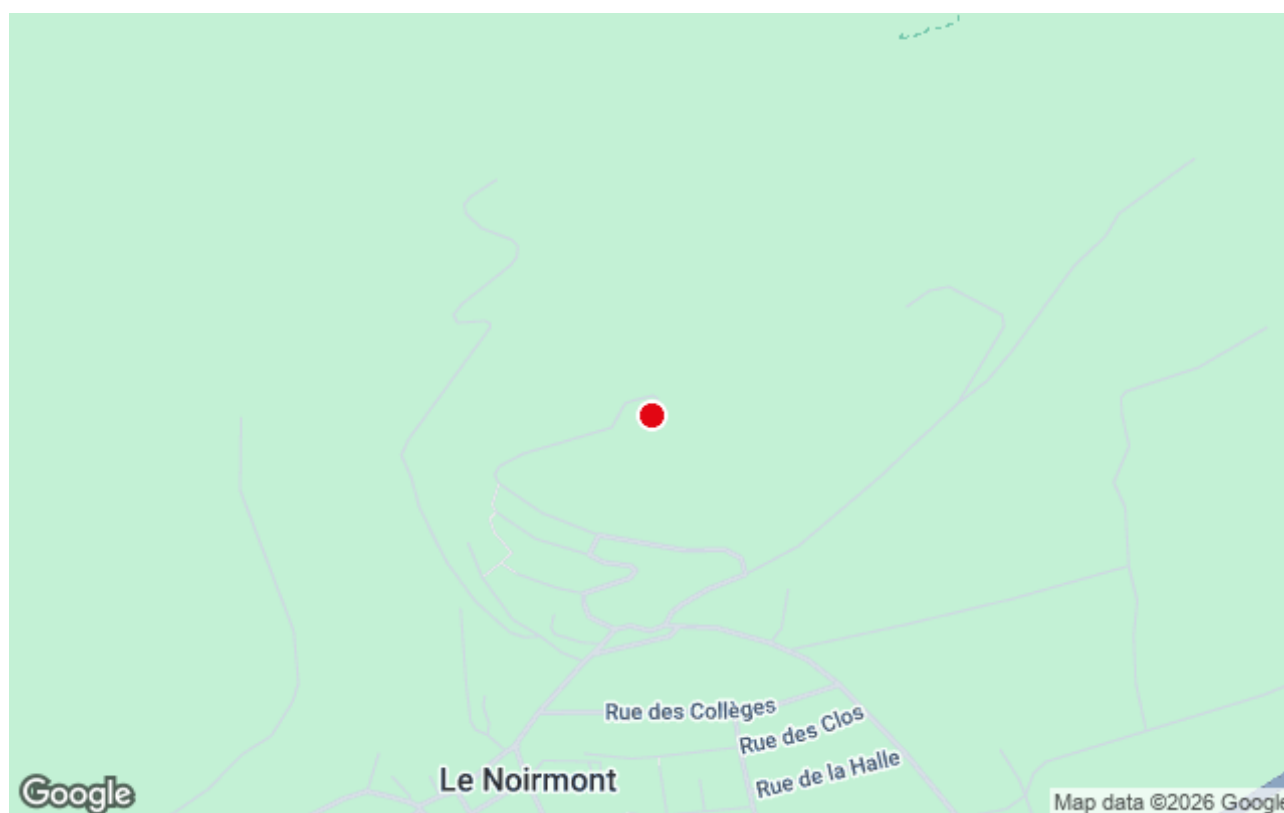 Rue des Collèges
Rue des Clos
Rue de la Halle
Le Noirmont
Google
Map data ©2026 Google